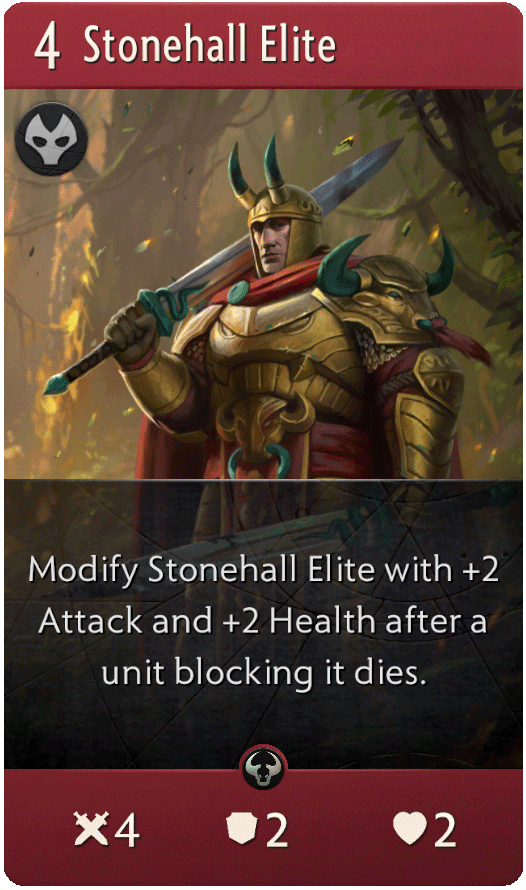 4 Stonehall Elite
Modify Stonehall Elite with +2
Attack and +2 Health after a
unit blocking it dies.
4 2 2